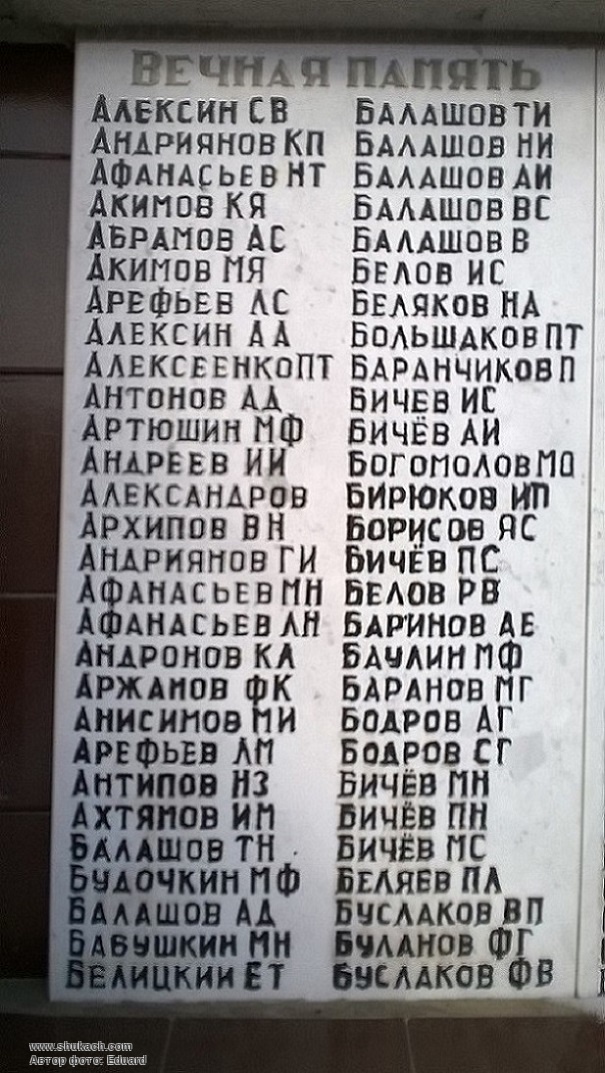 ВЕЧНАЯ ПАМЯТЬ
АЛЕКСИН СВ
АНДРИЯНОВ КП
АФАНАСЬЕВ НТ
АКИМОВ КЯ
АБРАМОВ АС
АКИМОВ МЯ
АРЕФЬЕВ ЛС
АЛЕКСИН АА
АЛЕКСЕЕНКО ПТ
АНТОНОВ АД
АРТЮШИН МФ
АНДРЕЕВ ИИ
АЛЕКСАНДРОВ
АРХИПОВ ВН
АНДРИЯНОВ ГИ
АФАНАСЬЕВ МН
АФАНАСЬЕВ ЛН
АНДРОНОВ КА
АРЖАНОВ ФК
АНИСИМОВ МИ
АРЕФЬЕВ ЛМ
АНТИПОВ НЗ
АХТЯМОВ ИМ
БАЛАШОВ ТН
БУДОЧКИН МФ
БАЛАШОВ АД
БАБУШКИН МН
БЕЛИЦКИИ ЕТ
БАЛАШОВ ТИ
БАЛАШОВ НИ
БАЛАШОВ АИ
БАЛАШОВ ВС
БАЛАШОВ В
БЕЛОВ ИС
БЕЛЯКОВ НА
БОЛЬШАКОВ ПТ
БАРАНЧИКОВ П
БИЧЕВ ИС
БИЧЁВ АИ
БОГОМОЛОВ МО
БИРЮКОВ ИП
БОРИСОВ ЯС
БИЧЁВ ПС
БЕЛОВ РВ
БАРИНОВ АЕ
БАУЛИН МФ
БАРАНОВ МГ
БОДРОВ АГ
БОДРОВ СГ
БИЧЁВ МН
БИЧЁВ ПН
БИЧЁВ МС
БЕЛЯЕВ ПА
БУСЛАКОВ ВП
БУЛАНОВ ФГ
БУСЛАКОВ ФВ
www.shukach.com
Автор фото: Eduard